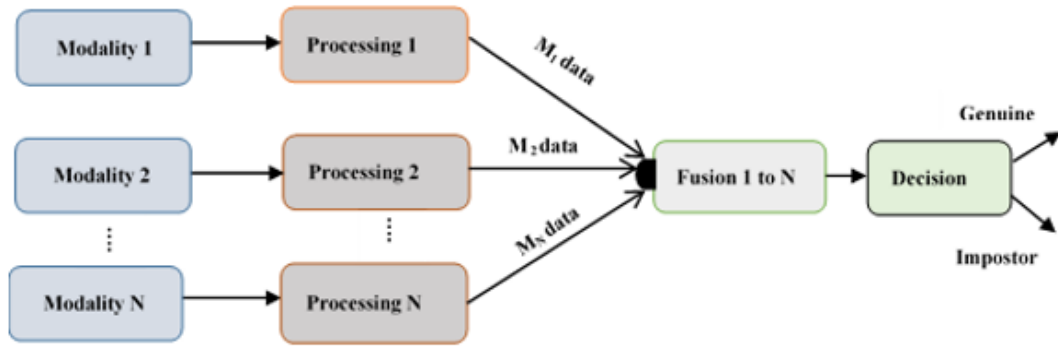 Modality 1
Processing 1
M₁ data
Genuine
Modality 2
Processing 2
M₂ data
Fusion 1 to N
Decision
M_N data
Impostor
Modality N
Processing N